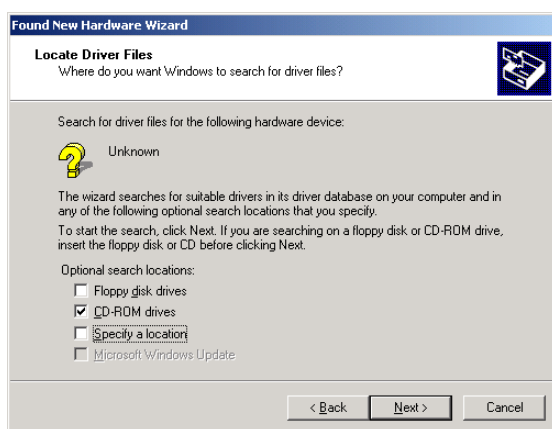 Found New Hardware Wizard
Locate Driver Files
Where do you want Windows to search for driver files?
Search for driver files for the following hardware device:
Unknown
The wizard searches for suitable drivers in its driver database on your computer and in
any of the following optional search locations that you specify.
To start the search, click Next. If you are searching on a floppy disk or CD-ROM drive,
insert the floppy disk or CD before clicking Next.
Optional search locations:
Floppy disk drives
CD-ROM drives
Specify a location
Microsoft Windows Update
< Back Next > Cancel